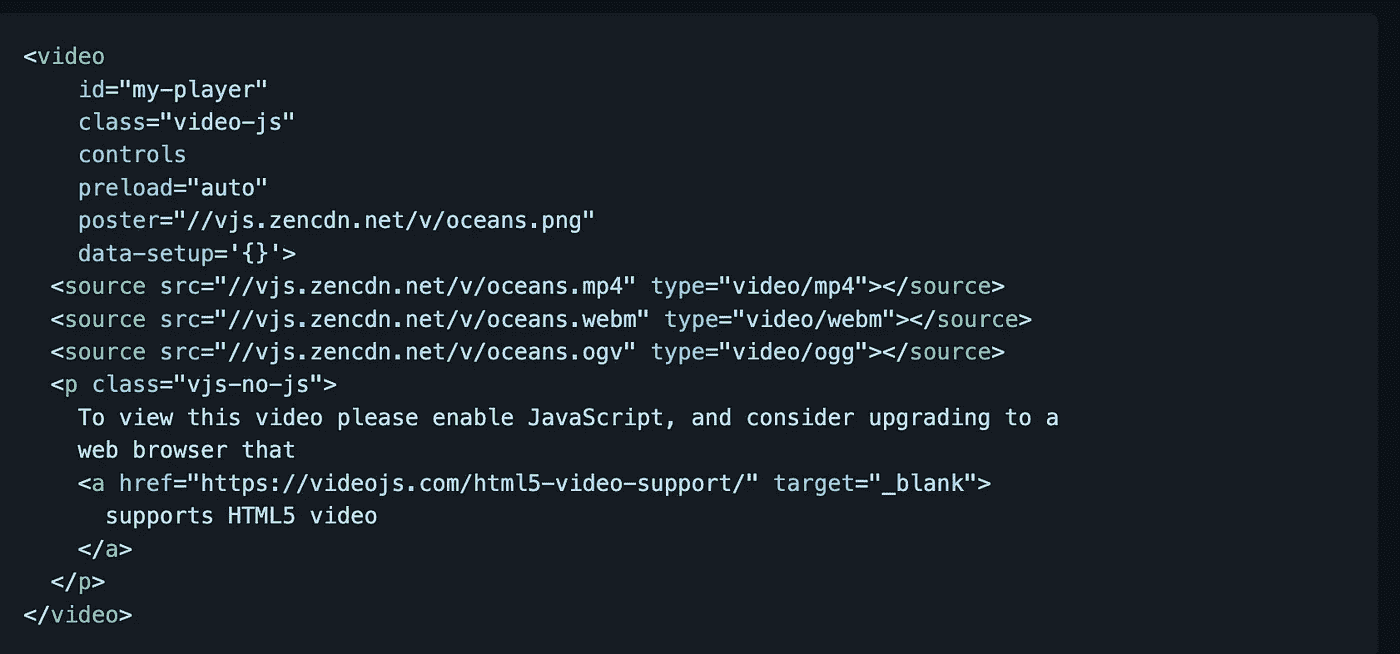 <video
    id="my-player"
    class="video-js"
    controls
    preload="auto"
    poster="//vjs.zencdn.net/v/oceans.png"
    data-setup='{}'>
  <source src="//vjs.zencdn.net/v/oceans.mp4" type="video/mp4"></source>
  <source src="//vjs.zencdn.net/v/oceans.webm" type="video/webm"></source>
  <source src="//vjs.zencdn.net/v/oceans.ogv" type="video/ogg"></source>
  <p class="vjs-no-js">
    To view this video please enable JavaScript, and consider upgrading to a
    web browser that
    <a href="https://videojs.com/html5-video-support/" target="_blank">
      supports HTML5 video
    </a>
  </p>
</video>